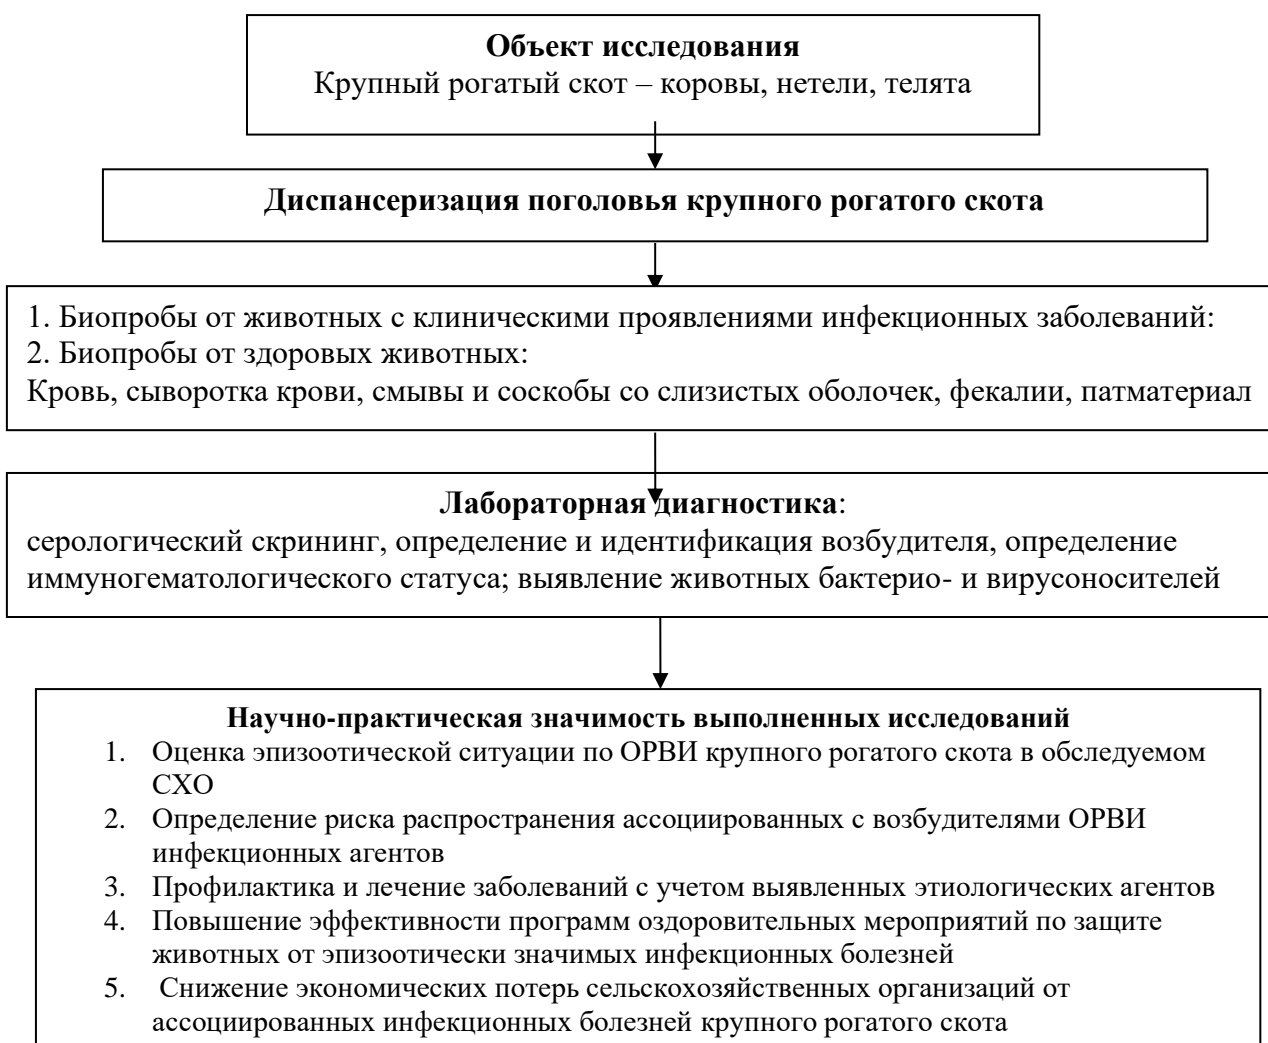 Объект исследования
Крупный рогатый скот – коровы, нетели, телята
Диспансеризация поголовья крупного рогатого скота
1. Биопробы от животных с клиническими проявлениями инфекционных заболеваний:
2. Биопробы от здоровых животных:
Кровь, сыворотка крови, смывы и соскобы со слизистых оболочек, фекалии, патматериал
Лабораторная диагностика:
серологический скрининг, определение и идентификация возбудителя, определение
иммуногематологического статуса; выявление животных бактерио- и вирусоносителей
Научно-практическая значимость выполненных исследований
1. Оценка эпизоотической ситуации по ОРВИ крупного рогатого скота в обследуемом
СХО
2. Определение риска распространения ассоциированных с возбудителями ОРВИ
инфекционных агентов
3. Профилактика и лечение заболеваний с учетом выявленных этиологических агентов
4. Повышение эффективности программ оздоровительных мероприятий по защите
животных от эпизоотически значимых инфекционных болезней
5. Снижение экономических потерь сельскохозяйственных организаций от
ассоциированных инфекционных болезней крупного рогатого скота